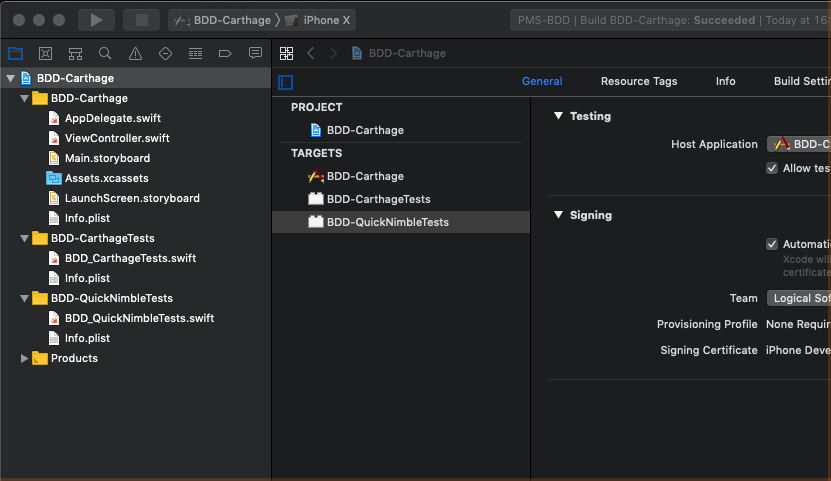 BDD-Carthage iPhone X
PMS-BDD | Build BDD-Carthage: Succeeded | Today at 16
BDD-Carthage
BDD-Carthage
BDD-Carthage
AppDelegate.swift
ViewController.swift
Main.storyboard
Assets.xcassets
LaunchScreen.storyboard
Info.plist
BDD-CarthageTests
BDD_CarthageTests.swift
Info.plist
BDD-QuickNimbleTests
BDD_QuickNimbleTests.swift
Info.plist
Products
General Resource Tags Info Build Setti
PROJECT
BDD-Carthage
TARGETS
BDD-Carthage
BDD-CarthageTests
BDD-QuickNimbleTests
Testing
Host Application BDD-C
Allow test
Signing
Automatic
Xcode will
certificate
Team Logical Sof
Provisioning Profile None Requir
Signing Certificate iPhone Deve